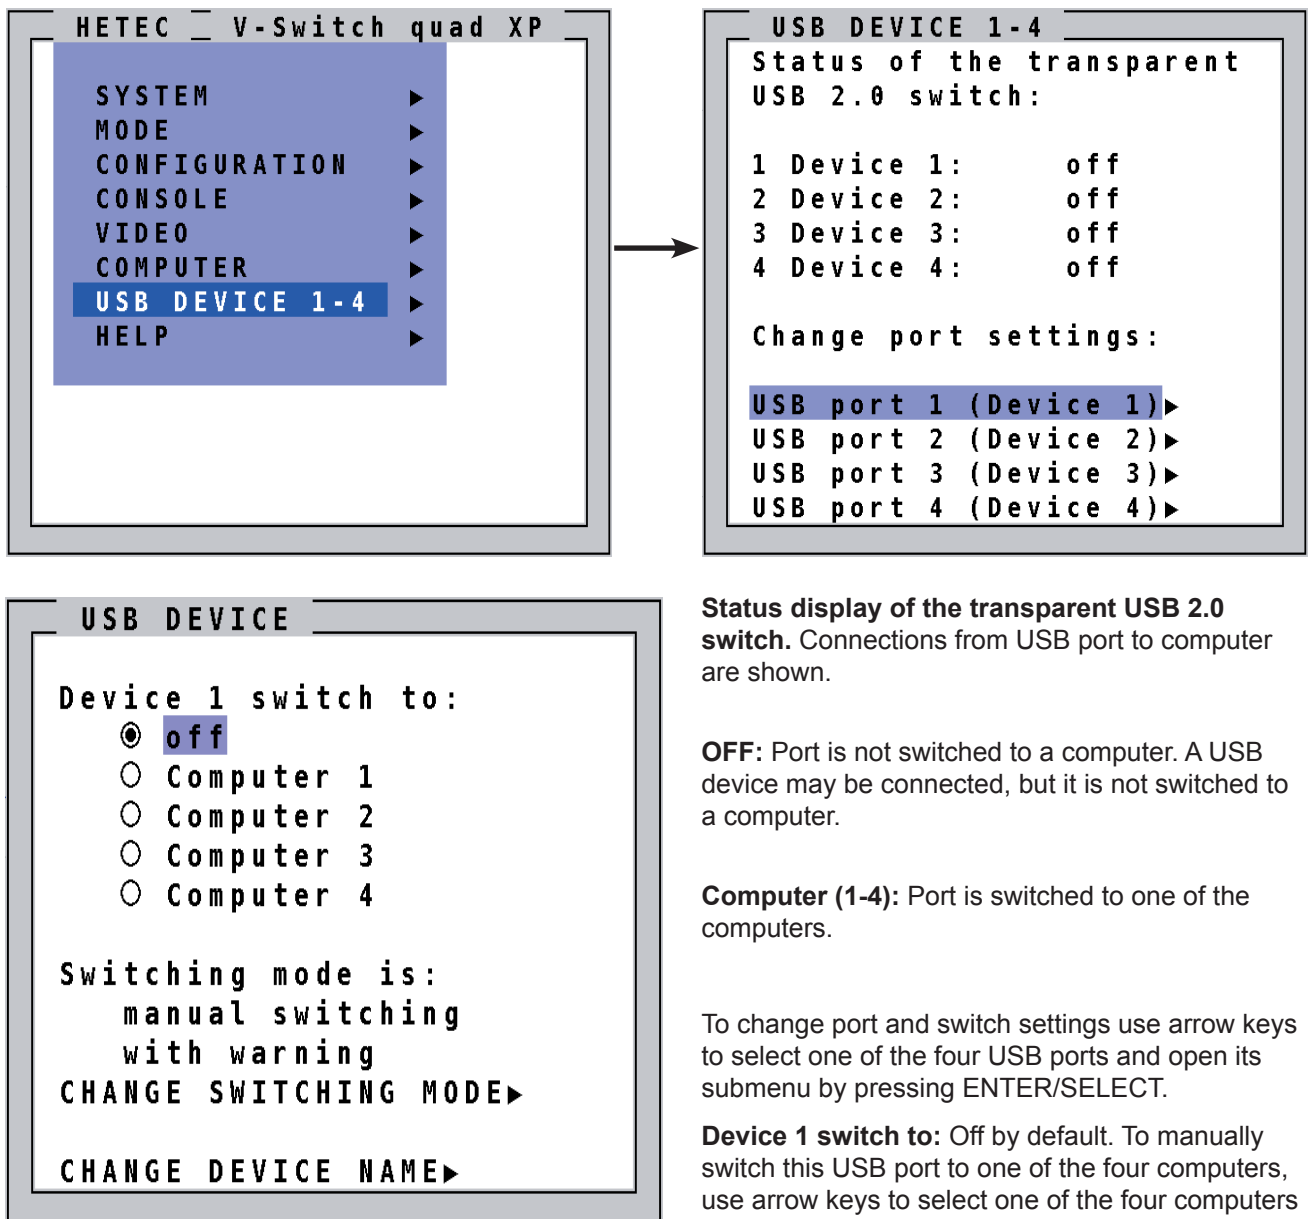 HETEC _ V-Switch quad XP
SYSTEM ▶
MODE ▶
CONFIGURATION ▶
CONSOLE ▶
VIDEO ▶
COMPUTER ▶
USB DEVICE 1-4 ▶
HELP ▶
USB DEVICE 1-4
Status of the transparent
USB 2.0 switch:
1 Device 1: off
2 Device 2: off
3 Device 3: off
4 Device 4: off
Change port settings:
USB port 1 (Device 1)▶
USB port 2 (Device 2)▶
USB port 3 (Device 3)▶
USB port 4 (Device 4)▶
USB DEVICE
Device 1 switch to:
off
Computer 1
Computer 2
Computer 3
Computer 4
Switching mode is:
manual switching
with warning
CHANGE SWITCHING MODE▶
CHANGE DEVICE NAME▶
Status display of the transparent USB 2.0
switch. Connections from USB port to computer
are shown.
OFF: Port is not switched to a computer. A USB
device may be connected, but it is not switched to
a computer.
Computer (1-4): Port is switched to one of the
computers.
To change port and switch settings use arrow keys
to select one of the four USB ports and open its
submenu by pressing ENTER/SELECT.
Device 1 switch to: Off by default. To manually
switch this USB port to one of the four computers,
use arrow keys to select one of the four computers